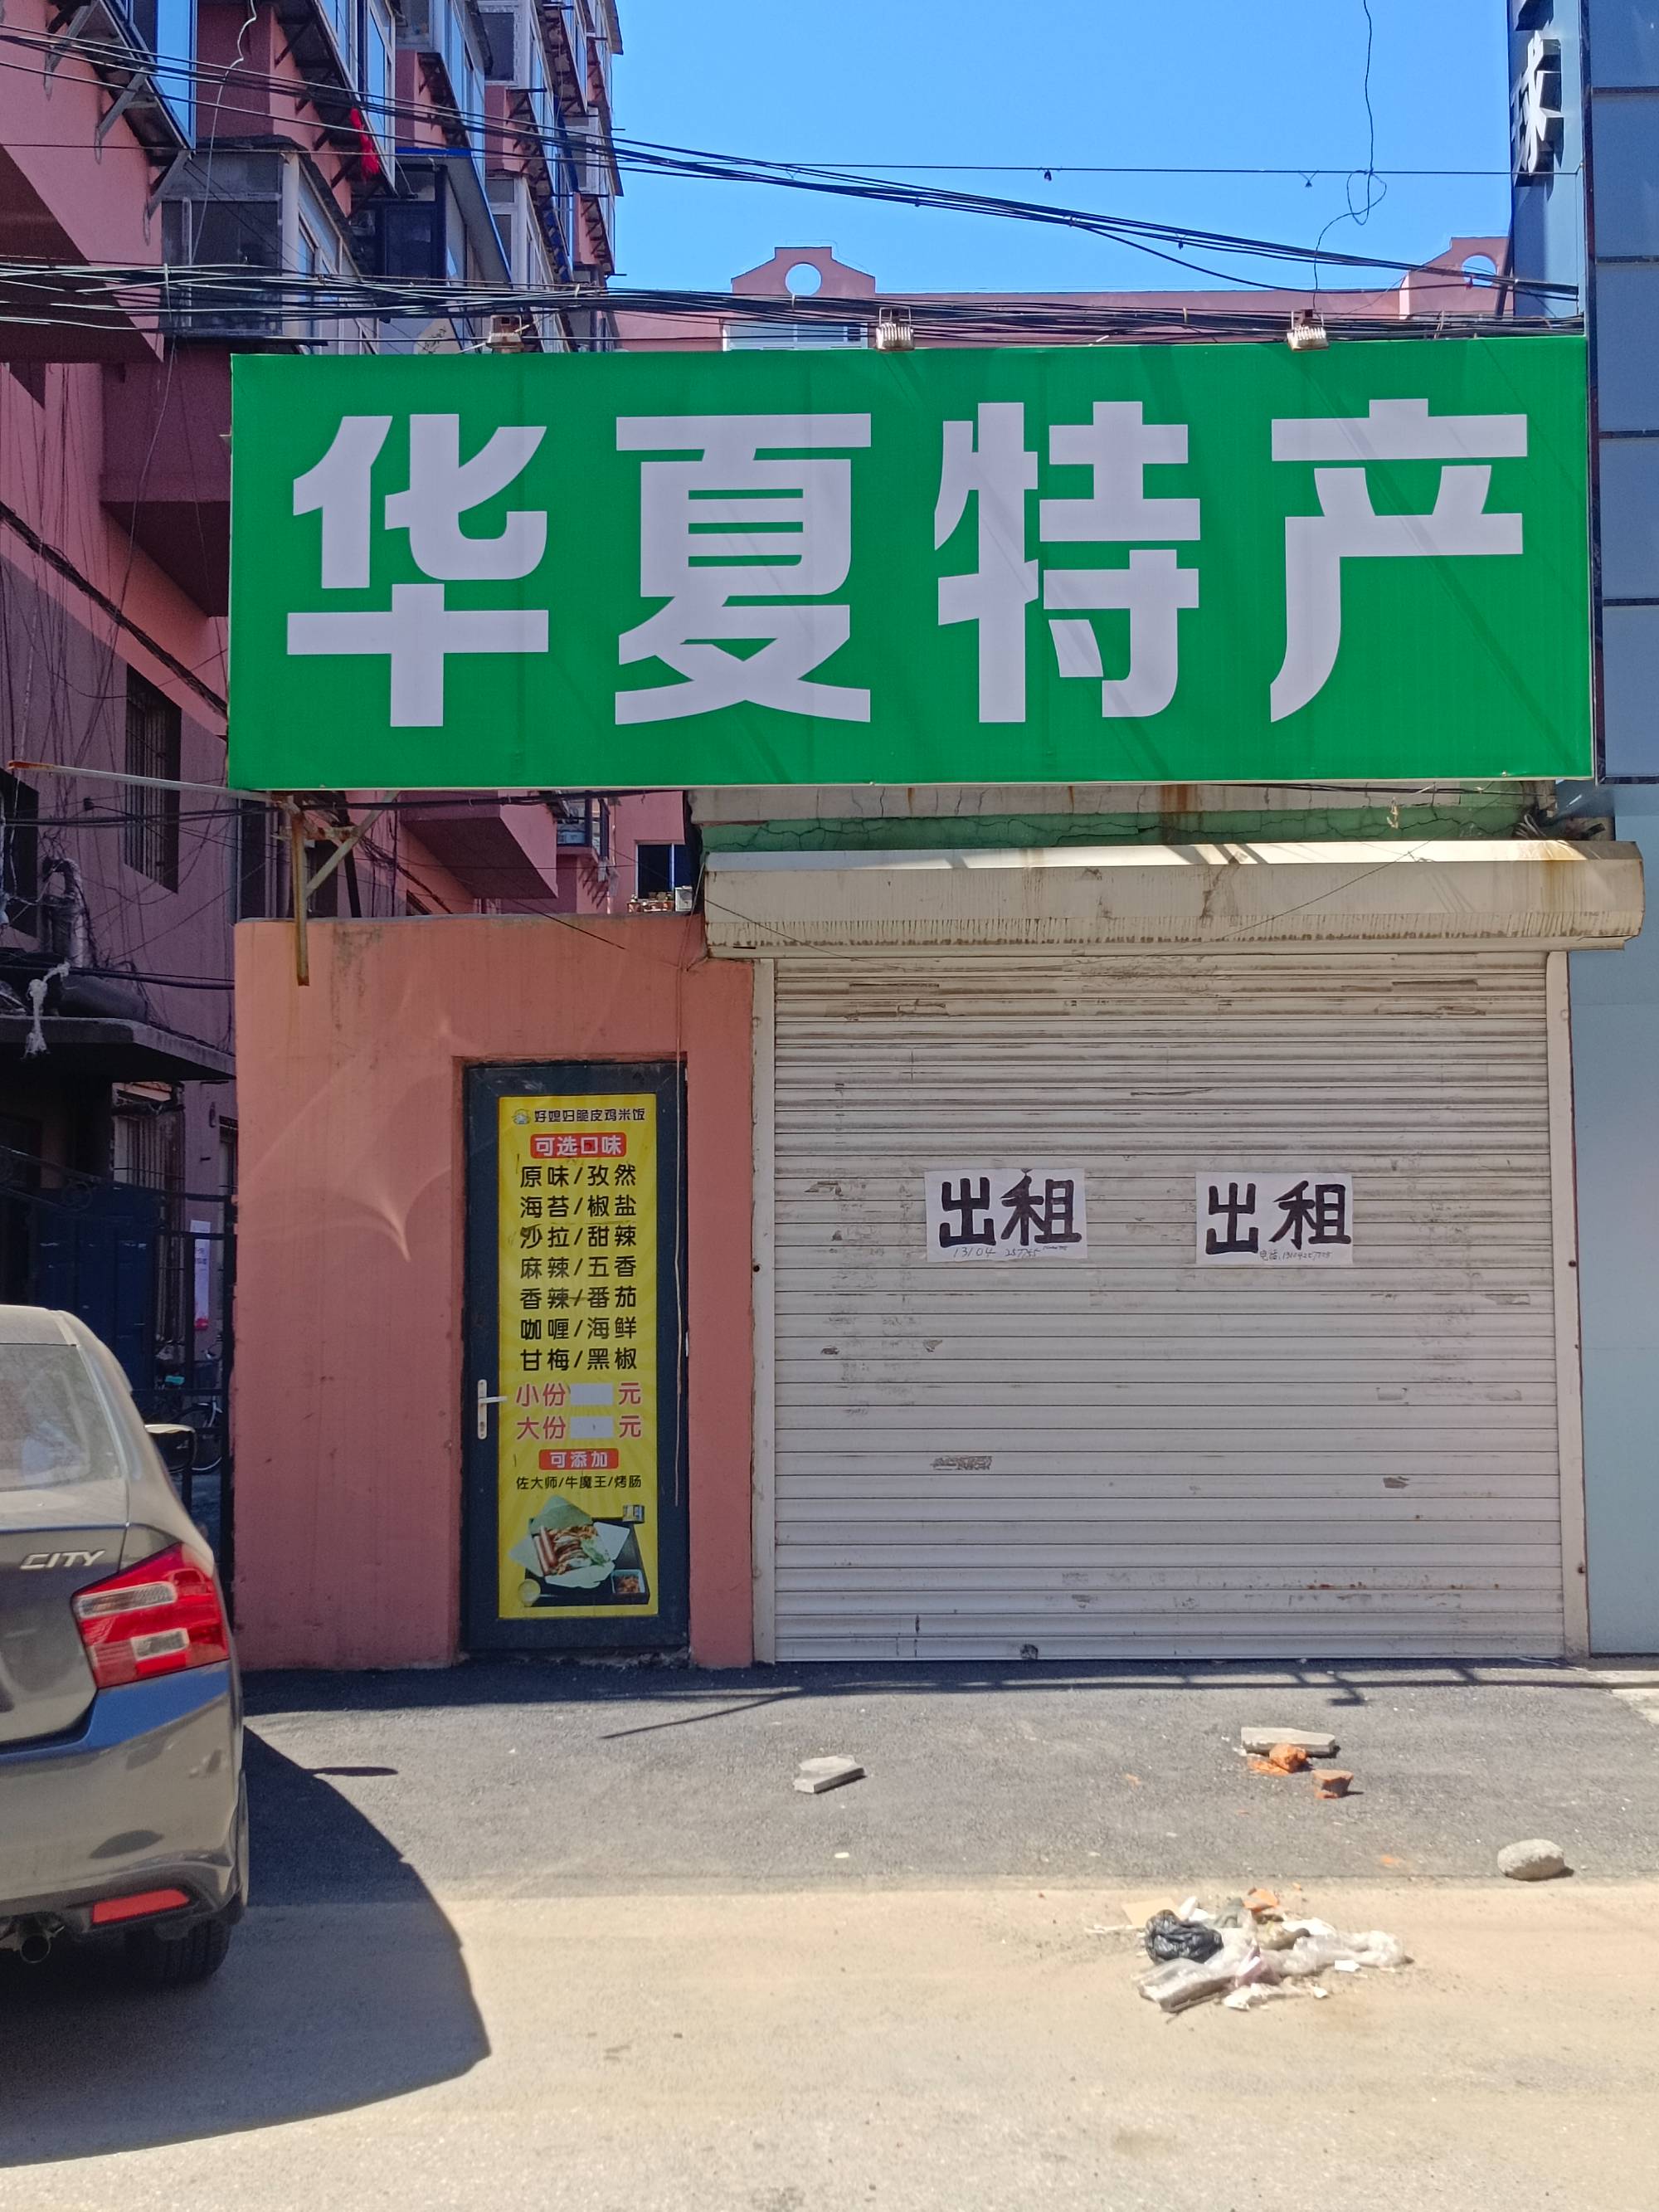 球
华夏特产
好媳妇脆皮鸡米饭
可选口味
原味/孜然
海苔/椒盐
沙拉/甜辣
麻辣/五香
香辣/番茄
咖喱/海鲜
甘梅/黑椒
小份 元
大份 元
可添加
佐大师/牛魔王/烤肠
出租
出租
CITY